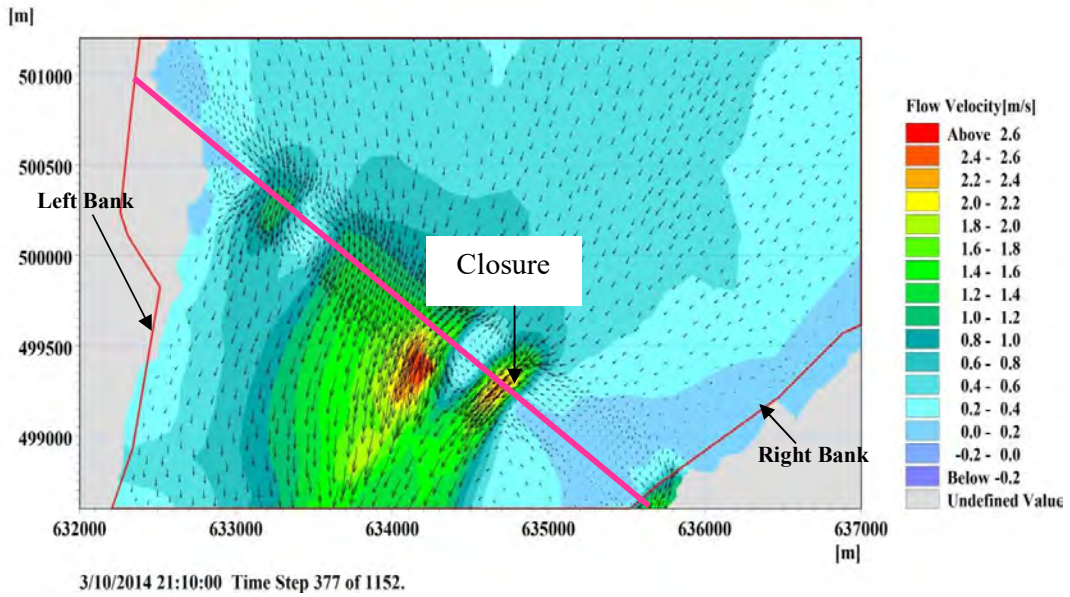 [m]
501000
500500
500000
499500
499000
Left Bank
Closure
Right Bank
632000 633000 634000 635000 636000 637000
[m]
3/10/2014 21:10:00 Time Step 377 of 1152.
Flow Velocity[m/s]
Above 2.6
2.4 - 2.6
2.2 - 2.4
2.0 - 2.2
1.8 - 2.0
1.6 - 1.8
1.4 - 1.6
1.2 - 1.4
1.0 - 1.2
0.8 - 1.0
0.6 - 0.8
0.4 - 0.6
0.2 - 0.4
0.0 - 0.2
-0.2 - 0.0
Below -0.2
Undefined Value